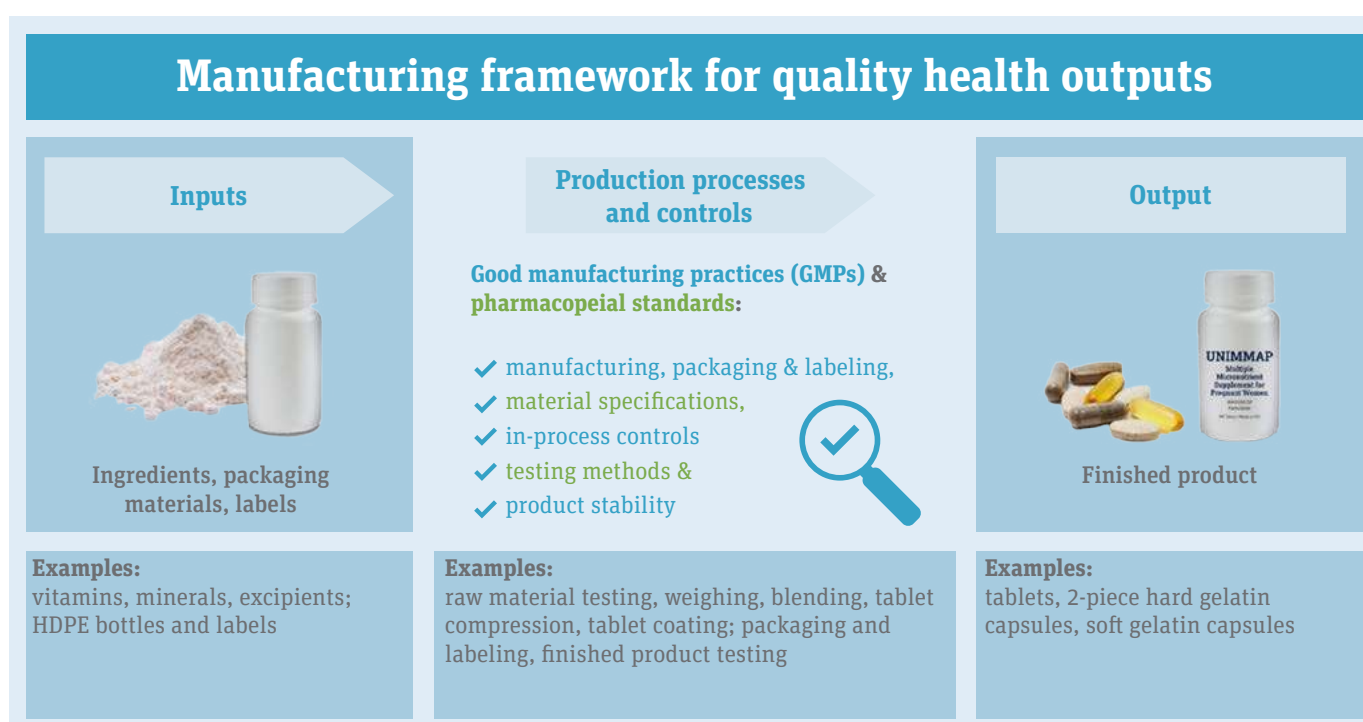 Manufacturing framework for quality health outputs
Inputs
Ingredients, packaging
materials, labels
Examples:
vitamins, minerals, excipients;
HDPE bottles and labels
Production processes
and controls
Good manufacturing practices (GMPs) &
pharmacopeial standards:
manufacturing, packaging & labeling,
material specifications,
in-process controls
testing methods &
product stability
Examples:
raw material testing, weighing, blending, tablet
compression, tablet coating; packaging and
labeling, finished product testing
Output
UNIMMAP
Multiple
Micronutrient
Supplement for
Pregnant Women
Finished product
Examples:
tablets, 2-piece hard gelatin
capsules, soft gelatin capsules